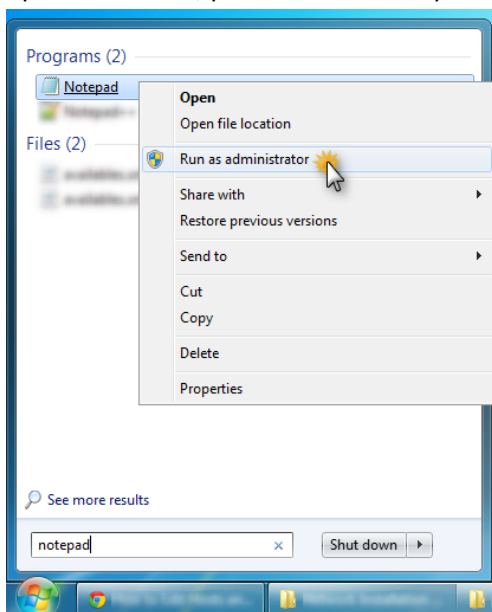 Programs (2)
Notepad
Files (2)
Open
Open file location
Run as administrator
Share with
Restore previous versions
Send to
Cut
Copy
Delete
Properties
See more results
notepad
Shut down